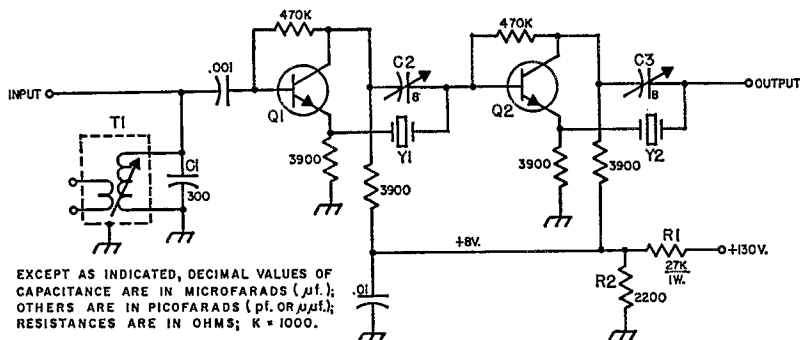 470K
470K
.001
C2
C3
INPUT
8
8
OUTPUT
Q1
Q2
T1
C1
Y1
Y2
300
3900
3900
3900
3900
+8V.
R1
+130V.
27K
1W.
R2
2200
.01
EXCEPT AS INDICATED, DECIMAL VALUES OF
CAPACITANCE ARE IN MICROFARADS (µf.);
OTHERS ARE IN PICOFARADS (pf. OR µµf.);
RESISTANCES ARE IN OHMS; K = 1000.